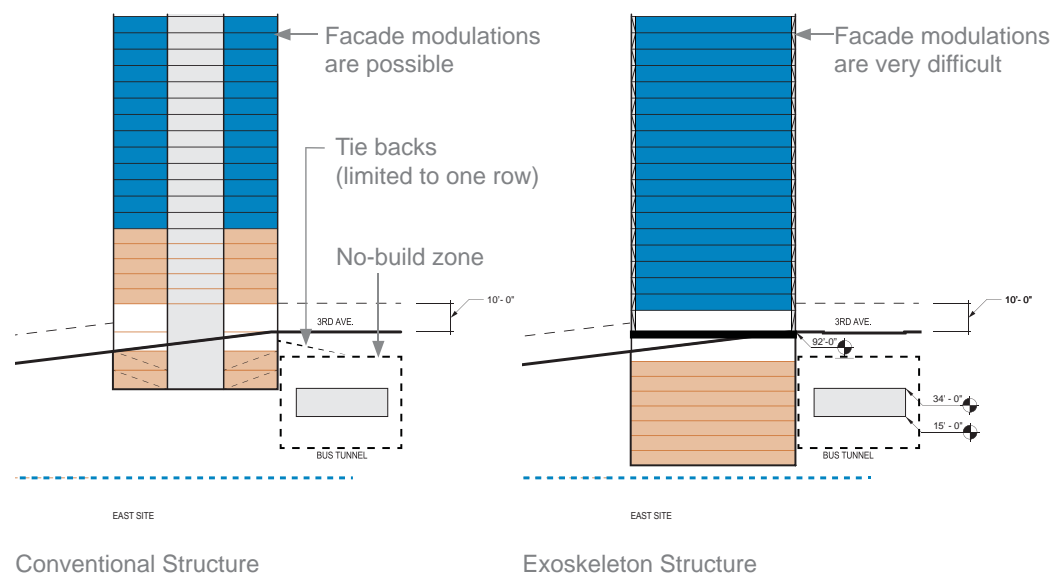 Facade modulations
are possible
Tie backs
(limited to one row)
No-build zone
10'- 0"
3RD AVE.
BUS TUNNEL
EAST SITE
Conventional Structure
Facade modulations
are very difficult
10'- 0"
3RD AVE.
92'-0"
34' - 0"
15' - 0"
BUS TUNNEL
EAST SITE
Exoskeleton Structure